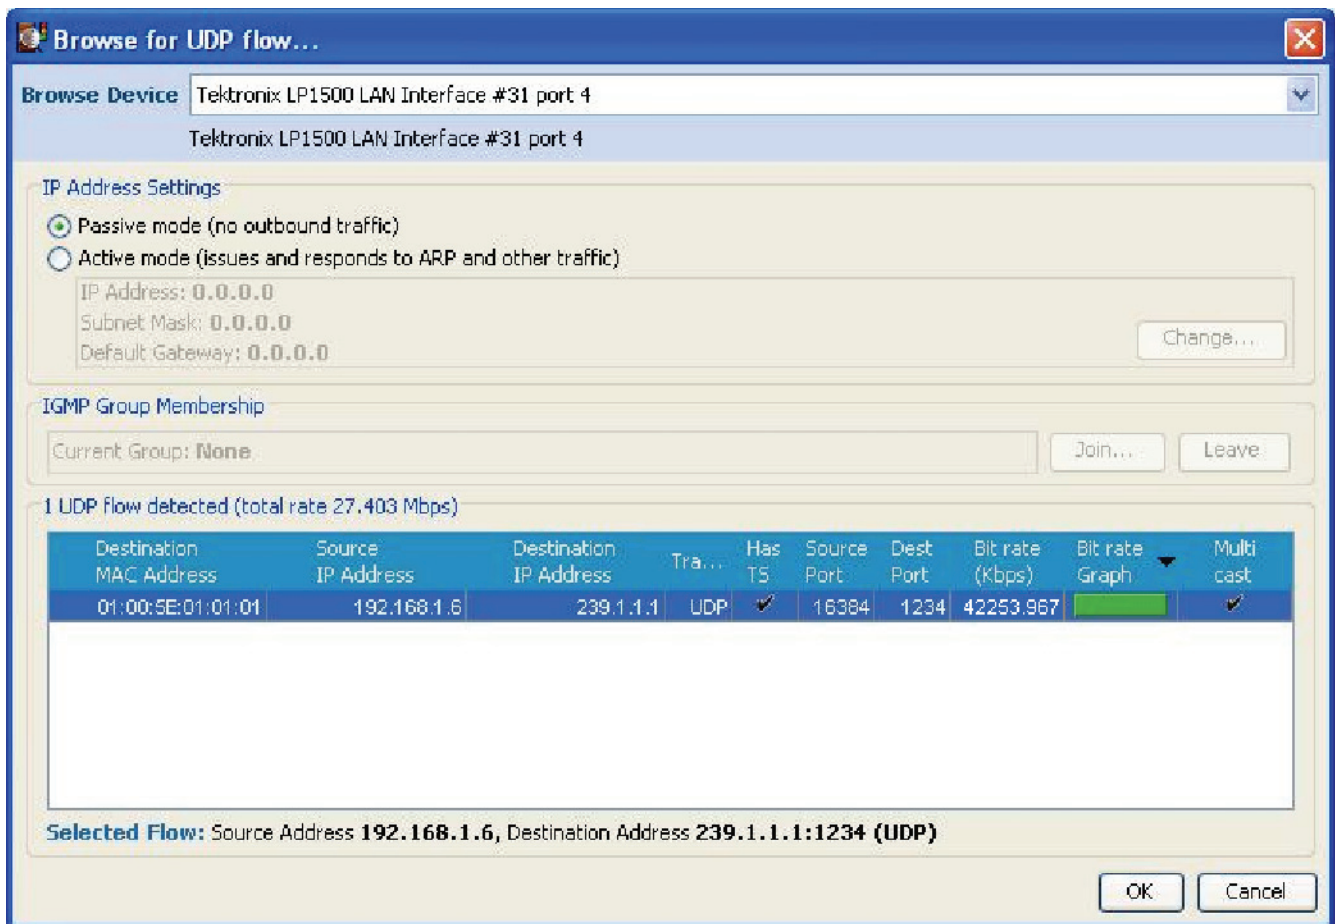 Browse for UDP flow...
Browse Device Tektronix LP1500 LAN Interface #31 port 4
Tektronix LP1500 LAN Interface #31 port 4
IP Address Settings
Passive mode (no outbound traffic)
Active mode (issues and responds to ARP and other traffic)
IP Address: 0.0.0.0
Subnet Mask: 0.0.0.0
Default Gateway: 0.0.0.0
Change...
IGMP Group Membership
Current Group: None
Join...
Leave
1 UDP flow detected (total rate 27.403 Mbps)
Destination Source Destination Tra... Has Source Dest Bit rate Bit rate Multi
MAC Address IP Address IP Address TS Port Port (Kbps) Graph cast
01:00:5E:01:01:01 192.168.1.6 239.1.1.1 UDP 16384 1234 42253.967
Selected Flow: Source Address 192.168.1.6, Destination Address 239.1.1.1:1234 (UDP)
OK Cancel